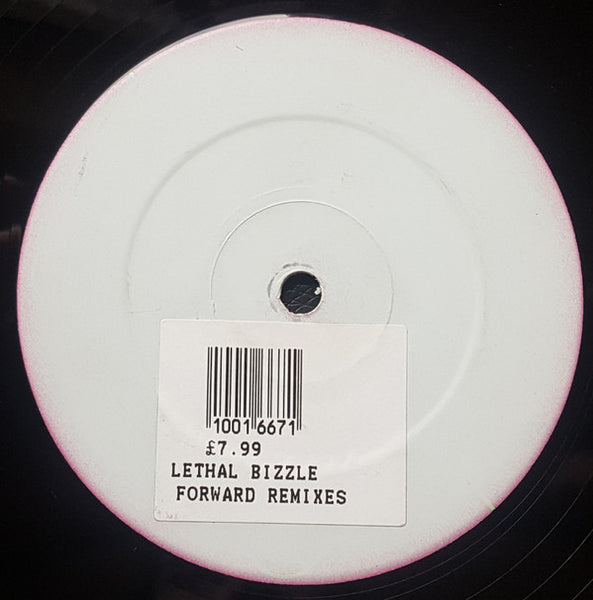 10016671
£7.99
LETHAL BIZZLE
FORWARD REMIXES